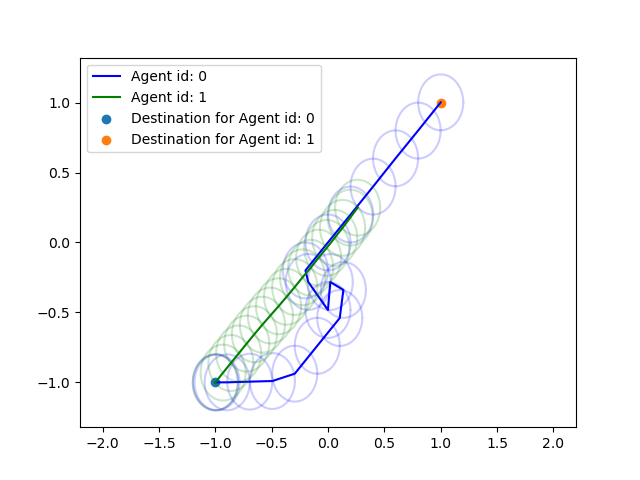 Agent id: 0
Agent id: 1
Destination for Agent id: 0
Destination for Agent id: 1
1.0
0.5
0.0
−0.5
−1.0
−2.0 −1.5 −1.0 −0.5 0.0 0.5 1.0 1.5 2.0